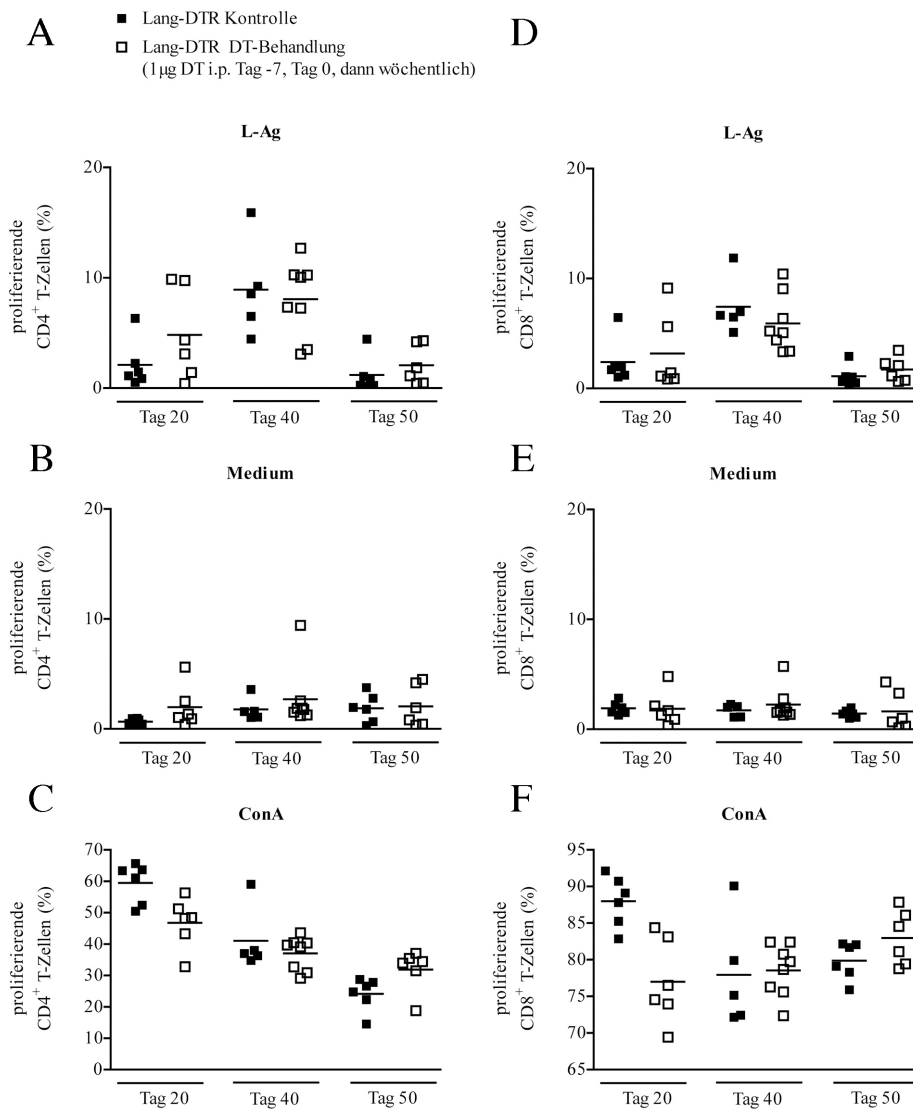 A
D
Lang-DTR Kontrolle
Lang-DTR DT-Behandlung
(1µg DT i.p. Tag -7, Tag 0, dann wöchentlich)
L-Ag
proliferierende
CD4+ T-Zellen (%)
20
10
0
Tag 20
Tag 40
Tag 50
L-Ag
proliferierende
CD8+ T-Zellen (%)
20
10
0
Tag 20
Tag 40
Tag 50
B
Medium
proliferierende
CD4+ T-Zellen (%)
20
10
0
Tag 20
Tag 40
Tag 50
E
Medium
proliferierende
CD8+ T-Zellen (%)
20
10
0
Tag 20
Tag 40
Tag 50
C
ConA
proliferierende
CD4+ T-Zellen (%)
70
60
50
40
30
20
10
0
Tag 20
Tag 40
Tag 50
F
ConA
proliferierende
CD8+ T-Zellen (%)
95
90
85
80
75
70
65
Tag 20
Tag 40
Tag 50